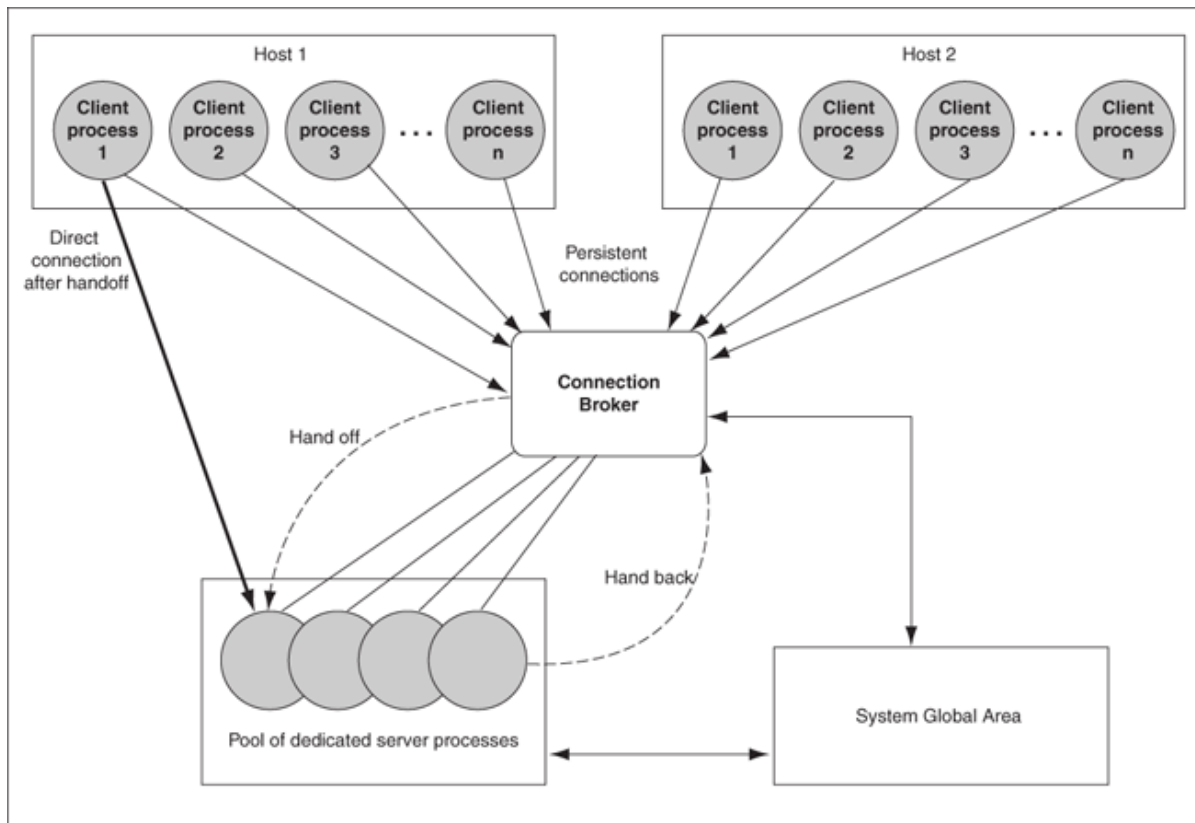 Host 1
Host 2
Client
process
1
Client
process
2
Client
process
3
...
Client
process
n
Client
process
1
Client
process
2
Client
process
3
...
Client
process
n
Direct
connection
after handoff
Persistent
connections
Connection
Broker
Hand off
Hand back
Pool of dedicated server processes
System Global Area